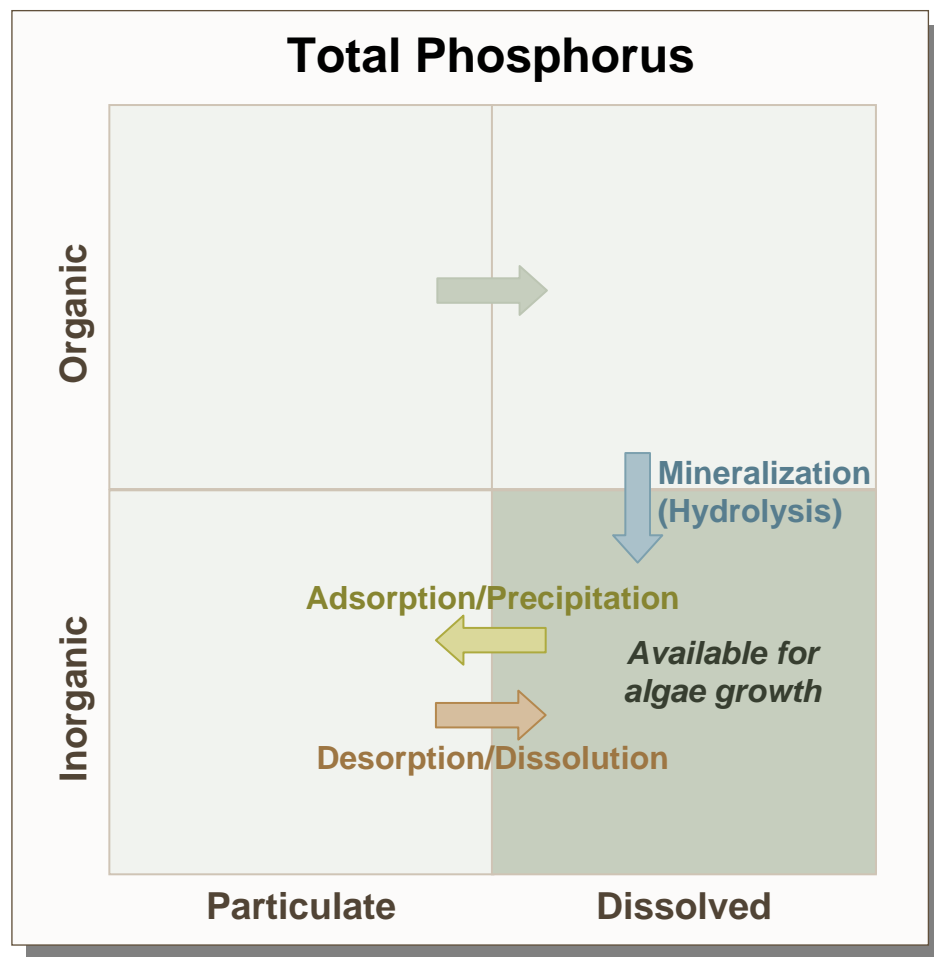 Total Phosphorus
Organic
Mineralization
(Hydrolysis)
Adsorption/Precipitation
Available for
algae growth
Inorganic
Desorption/Dissolution
Particulate
Dissolved